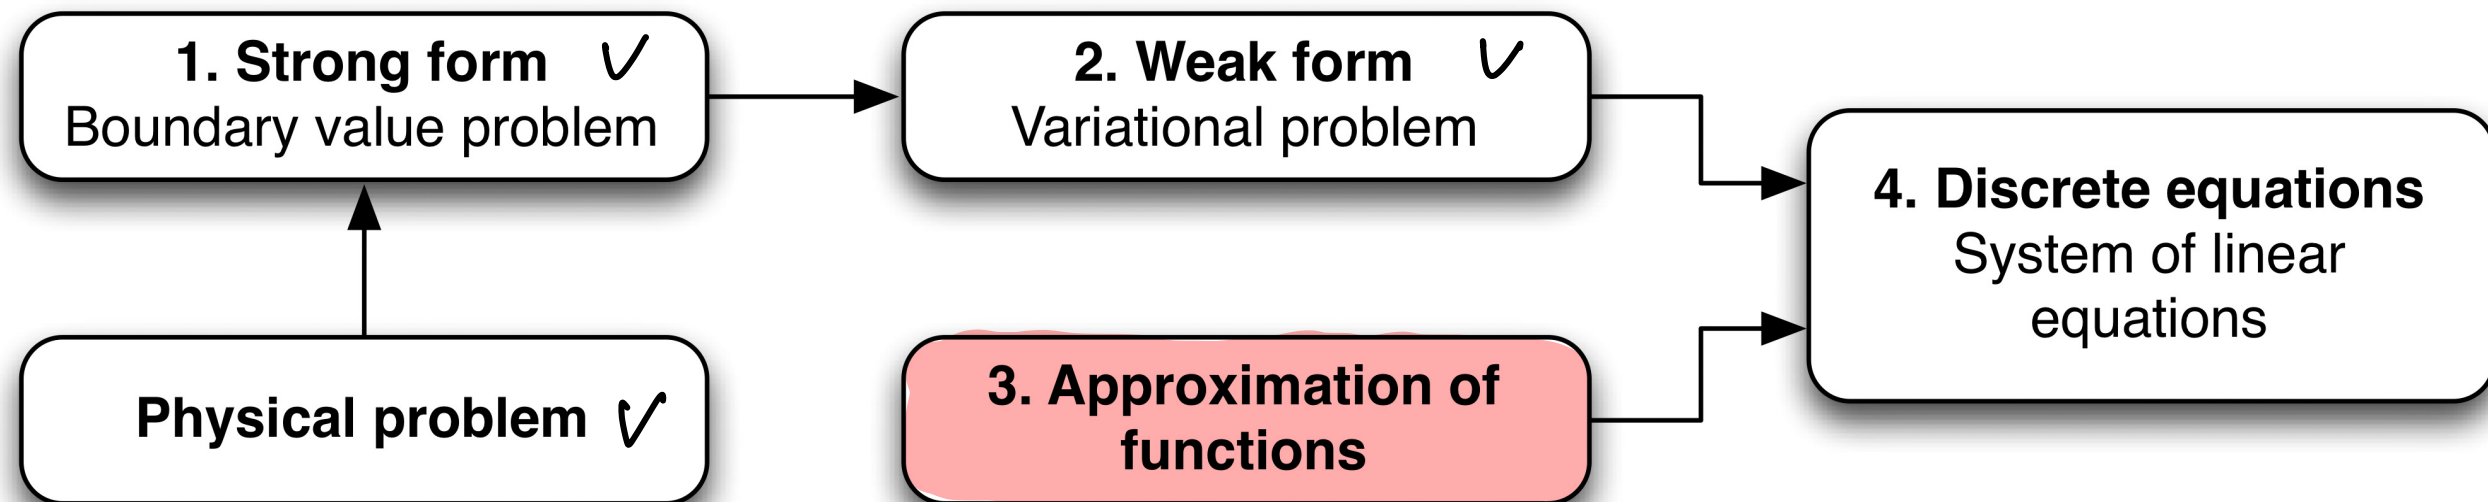 1. Strong form ✓
Boundary value problem
2. Weak form ✓
Variational problem
4. Discrete equations
System of linear
equations
Physical problem ✓
3. Approximation of
functions